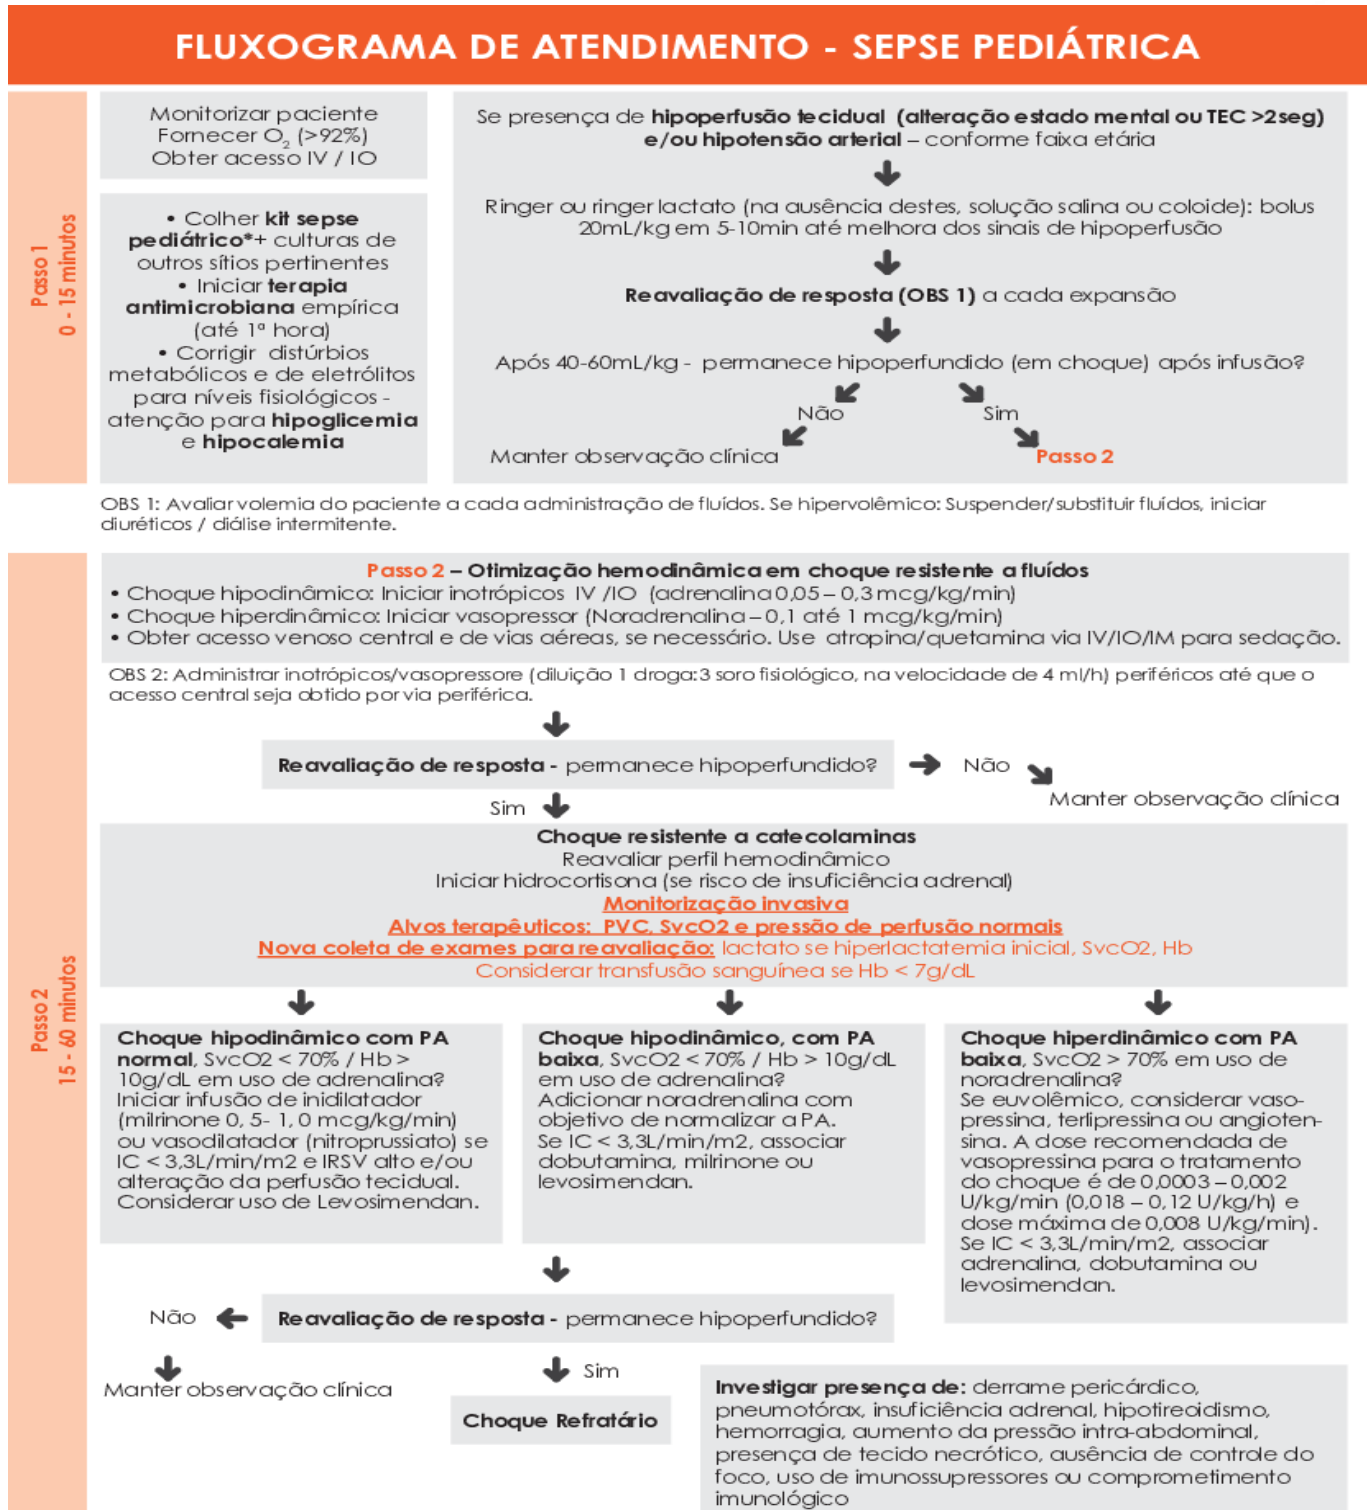 FLUXOGRAMA DE ATENDIMENTO - SEPSE PEDIÁTRICA
Passo 1
0 - 15 minutos
Monitorizar paciente
Fornecer O2 (>92%)
Obter acesso IV / IO
• Colher kit sepse
pediátrico*+ culturas de
outros sítios pertinentes
• Iniciar terapia
antimicrobiana empírica
(até 1ª hora)
• Corrigir distúrbios
metabólicos e de eletrólitos
para níveis fisiológicos -
atenção para hipoglicemia
e hipocalemia
Se presença de hipoperfusão tecidual (alteração estado mental ou TEC >2seg)
e/ou hipotensão arterial – conforme faixa etária
Ringer ou ringer lactato (na ausência destes, solução salina ou coloide): bolus
20mL/kg em 5-10min até melhora dos sinais de hipoperfusão
Reavaliação de resposta (OBS 1) a cada expansão
Após 40-60mL/kg - permanece hipoperfundido (em choque) após infusão?
Não
Sim
Manter observação clínica
Passo 2
OBS 1: Avaliar volemia do paciente a cada administração de fluídos. Se hipervolêmico: Suspender/substituir fluídos, iniciar
diuréticos / diálise intermitente.
Passo 2
15 - 60 minutos
Passo 2 – Otimização hemodinâmica em choque resistente a fluídos
• Choque hipodinâmico: Iniciar inotrópicos IV /IO (adrenalina 0,05 – 0,3 mcg/kg/min)
• Choque hiperdinâmico: Iniciar vasopressor (Noradrenalina – 0,1 até 1 mcg/kg/min)
• Obter acesso venoso central e de vias aéreas, se necessário. Use atropina/quetamina via IV/IO/IM para sedação.
OBS 2: Administrar inotrópicos/vasopressore (diluição 1 droga:3 soro fisiológico, na velocidade de 4 ml/h) periféricos até que o
acesso central seja obtido por via periférica.
Reavaliação de resposta - permanece hipoperfundido?
Não
Manter observação clínica
Sim
Choque resistente a catecolaminas
Reavaliar perfil hemodinâmico
Iniciar hidrocortisona (se risco de insuficiência adrenal)
Monitorização invasiva
Alvos terapêuticos: PVC, SvcO2 e pressão de perfusão normais
Nova coleta de exames para reavaliação: lactato se hiperlactatemia inicial, SvcO2, Hb
Considerar transfusão sanguínea se Hb < 7g/dL
Choque hipodinâmico com PA
normal, SvcO2 < 70% / Hb >
10g/dL em uso de adrenalina?
Iniciar infusão de inidilatador
(milrinone 0, 5- 1, 0 mcg/kg/min)
ou vasodilatador (nitroprussiato) se
IC < 3,3L/min/m2 e IRSV alto e/ou
alteração da perfusão tecidual.
Considerar uso de Levosimendan.
Choque hipodinâmico, com PA
baixa, SvcO2 < 70% / Hb > 10g/dL
em uso de adrenalina?
Adicionar noradrenalina com
objetivo de normalizar a PA.
Se IC < 3,3L/min/m2, associar
dobutamina, milrinone ou
levosimendan.
Choque hiperdinâmico com PA
baixa, SvcO2 > 70% em uso de
noradrenalina?
Se euvolêmico, considerar vaso-
pressina, terlipressina ou angioten-
sina. A dose recomendada de
vasopressina para o tratamento
do choque é de 0,0003 – 0,002
U/kg/min (0,018 – 0,12 U/kg/h) e
dose máxima de 0,008 U/kg/min).
Se IC < 3,3L/min/m2, associar
adrenalina, dobutamina ou
levosimendan.
Não
Reavaliação de resposta - permanece hipoperfundido?
Manter observação clínica
Sim
Choque Refratário
Investigar presença de: derrame pericárdico,
pneumotórax, insuficiência adrenal, hipotireoidismo,
hemorragia, aumento da pressão intra-abdominal,
presença de tecido necrótico, ausência de controle do
foco, uso de imunossupressores ou comprometimento
imunológico